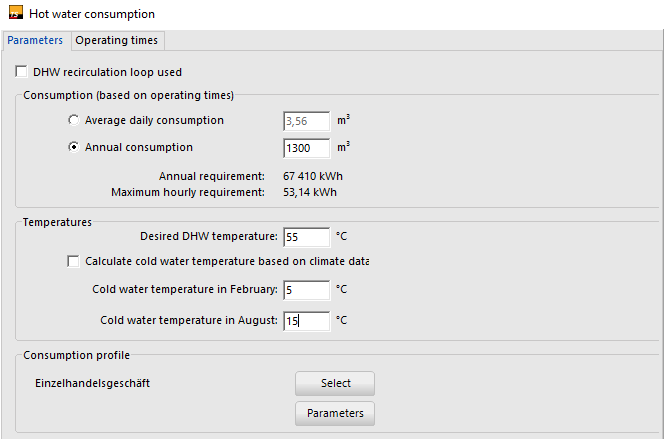 Hot water consumption
Parameters Operating times
DHW recirculation loop used
Consumption (based on operating times)
Average daily consumption 3,56 m³
Annual consumption 1300 m³
Annual requirement: 67 410 kWh
Maximum hourly requirement: 53,14 kWh
Temperatures
Desired DHW temperature: 55 °C
Calculate cold water temperature based on climate data
Cold water temperature in February: 5 °C
Cold water temperature in August: 15 °C
Consumption profile
Einzelhandelsgeschäft Select
Parameters